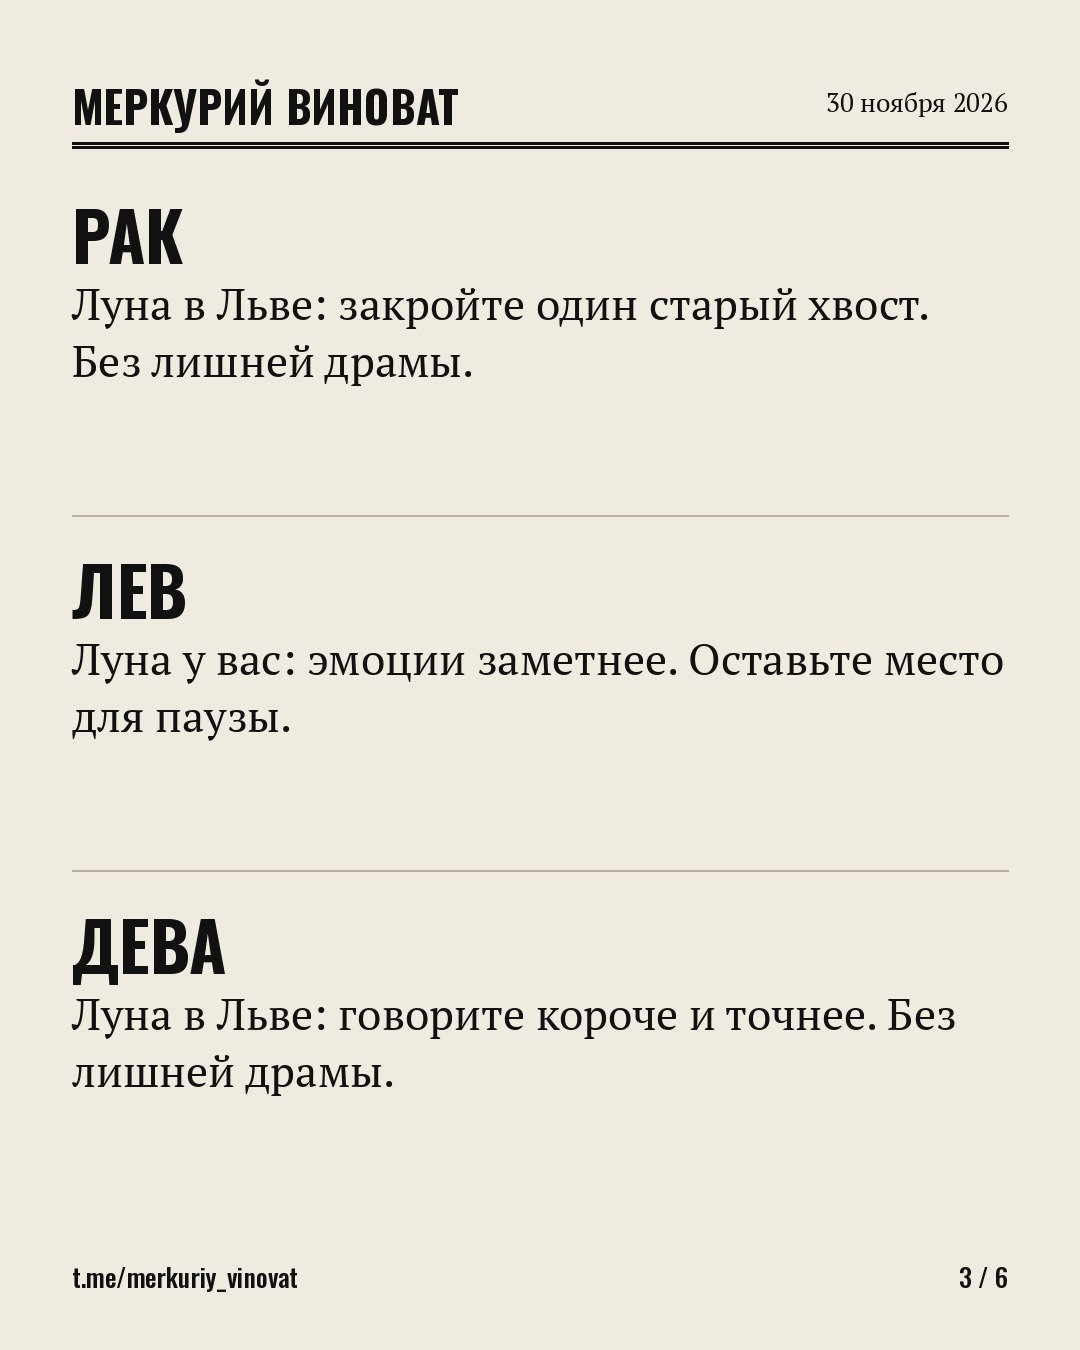 МЕРКУРИЙ ВИНОВАТ
30 ноября 2026
РАК
Луна в Льве: закройте один старый хвост.
Без лишней драмы.
ЛЕВ
Луна у вас: эмоции заметнее. Оставьте место
для паузы.
ДЕВА
Луна в Льве: говорите короче и точнее. Без
лишней драмы.
t.me/merkuriy_vinovat
3 / 6